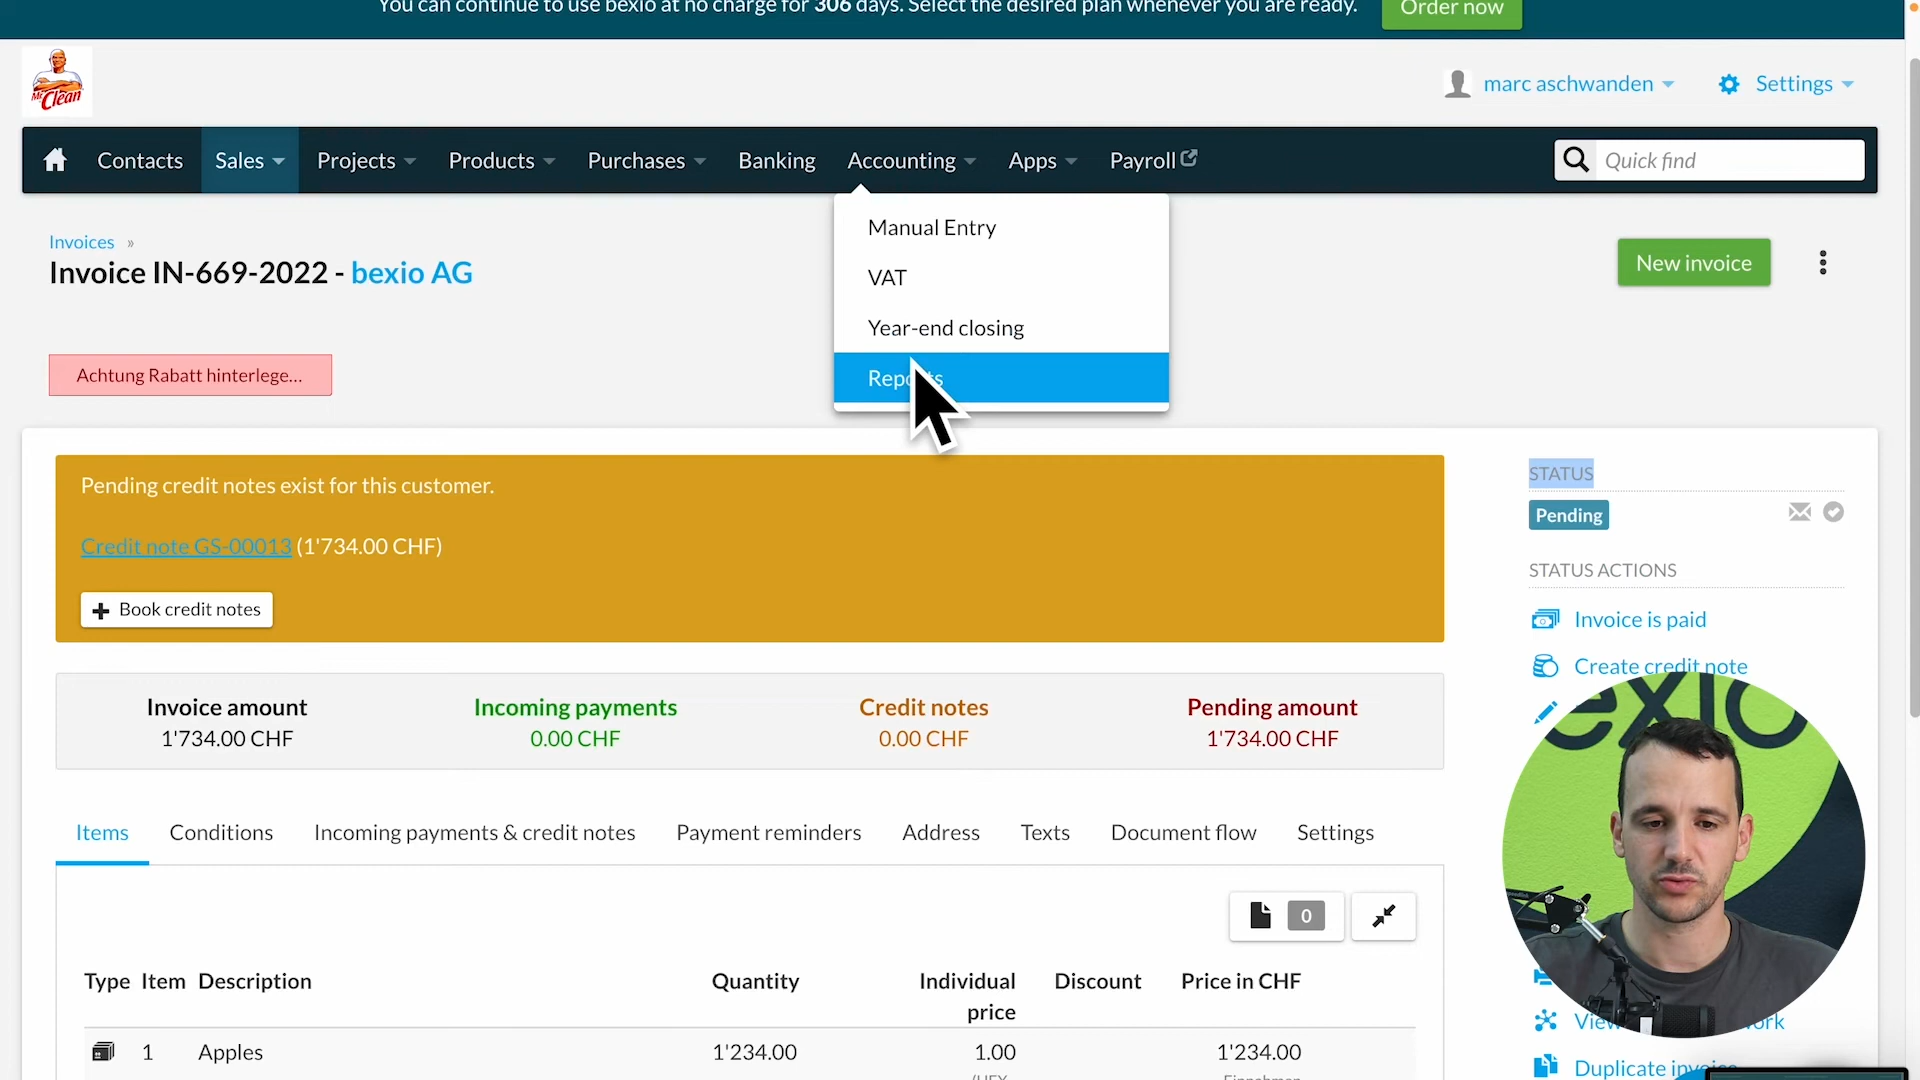 You can continue to use bexio at no charge for 306 days. Select the desired plan whenever you are ready.
Order now
Mr. Clean
marc aschwanden
Settings
Contacts
Sales
Projects
Products
Purchases
Banking
Accounting
Apps
Payroll
Quick find
Manual Entry
VAT
Year-end closing
Reports
Invoices »
Invoice IN-669-2022 - bexio AG
New invoice
Achtung Rabatt hinterlege...
Pending credit notes exist for this customer.
Credit note GS-00013 (1'734.00 CHF)
Book credit notes
STATUS
Pending
STATUS ACTIONS
Invoice is paid
Create credit note
exio
Invoice amount
1'734.00 CHF
Incoming payments
0.00 CHF
Credit notes
0.00 CHF
Pending amount
1'734.00 CHF
Items
Conditions
Incoming payments & credit notes
Payment reminders
Address
Texts
Document flow
Settings
0
Type Item Description Quantity Individual price Discount Price in CHF
1 Apples 1'234.00 1.00 1'234.00
Duplicate invoice